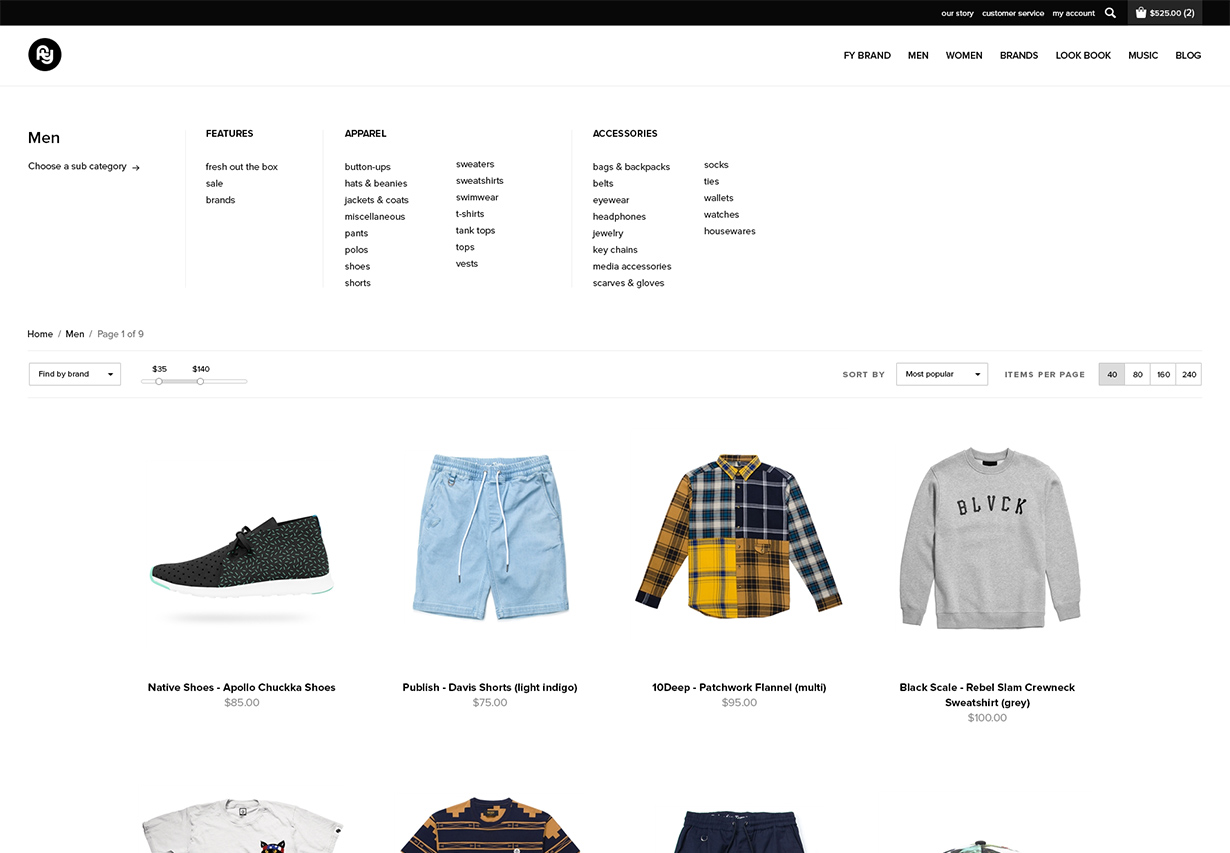 our story customer service my account $525.00 (2)
fy
FY BRAND MEN WOMEN BRANDS LOOK BOOK MUSIC BLOG
Men
Choose a sub category →
FEATURES
fresh out the box
sale
brands
APPAREL
button-ups
hats & beanies
jackets & coats
miscellaneous
pants
polos
shoes
shorts
sweaters
sweatshirts
swimwear
t-shirts
tank tops
tops
vests
ACCESSORIES
bags & backpacks
belts
eyewear
headphones
jewelry
key chains
media accessories
scarves & gloves
socks
ties
wallets
watches
housewares
Home / Men / Page 1 of 9
Find by brand
$35 $140
SORT BY Most popular
ITEMS PER PAGE 40 80 160 240
BLVCK
Native Shoes - Apollo Chuckka Shoes
$85.00
Publish - Davis Shorts (light indigo)
$75.00
10Deep - Patchwork Flannel (multi)
$95.00
Black Scale - Rebel Slam Crewneck
Sweatshirt (grey)
$100.00